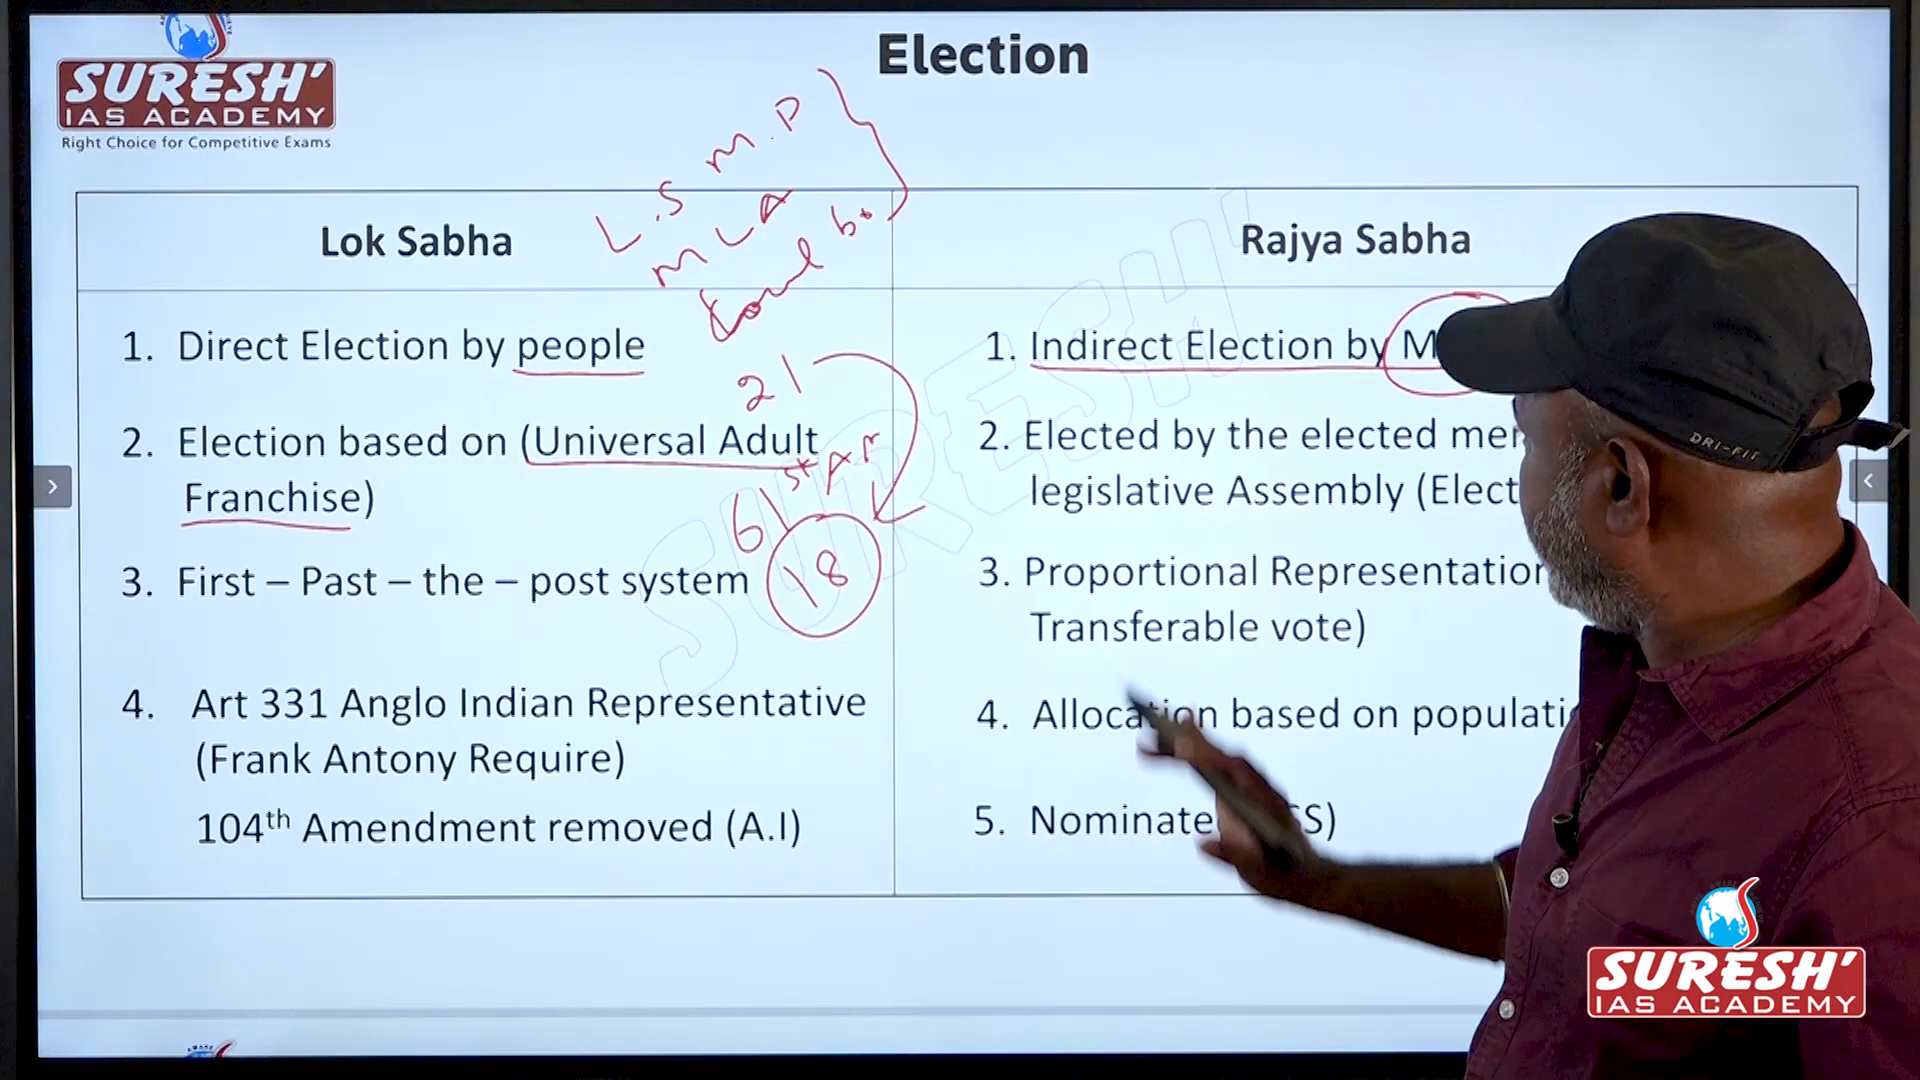 SURESH'
IAS ACADEMY
Right Choice for Competitive Exams
Election
L.S M.P
MLA
Local bo
Lok Sabha
Rajya Sabha
1. Direct Election by people
21
2. Election based on (Universal Adult
Franchise)
61st Ar
18
3. First – Past – the – post system
4. Art 331 Anglo Indian Representative
(Frank Antony Require)
104th Amendment removed (A.I)
1. Indirect Election by M
2. Elected by the elected mem
legislative Assembly (Elect
3. Proportional Representation
Transferable vote)
4. Allocation based on populati
5. Nominate SS)
SURESH'
DRI-FIT
SURESH'
IAS ACADEMY